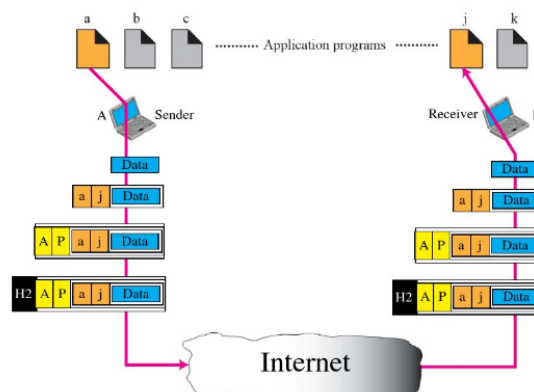 a b c Application programs j k
A Sender Receiver
Data Data
a j Data a j Data
A P a j Data A P a j Data
H2 A P a j Data H2 A P a j Data
Internet